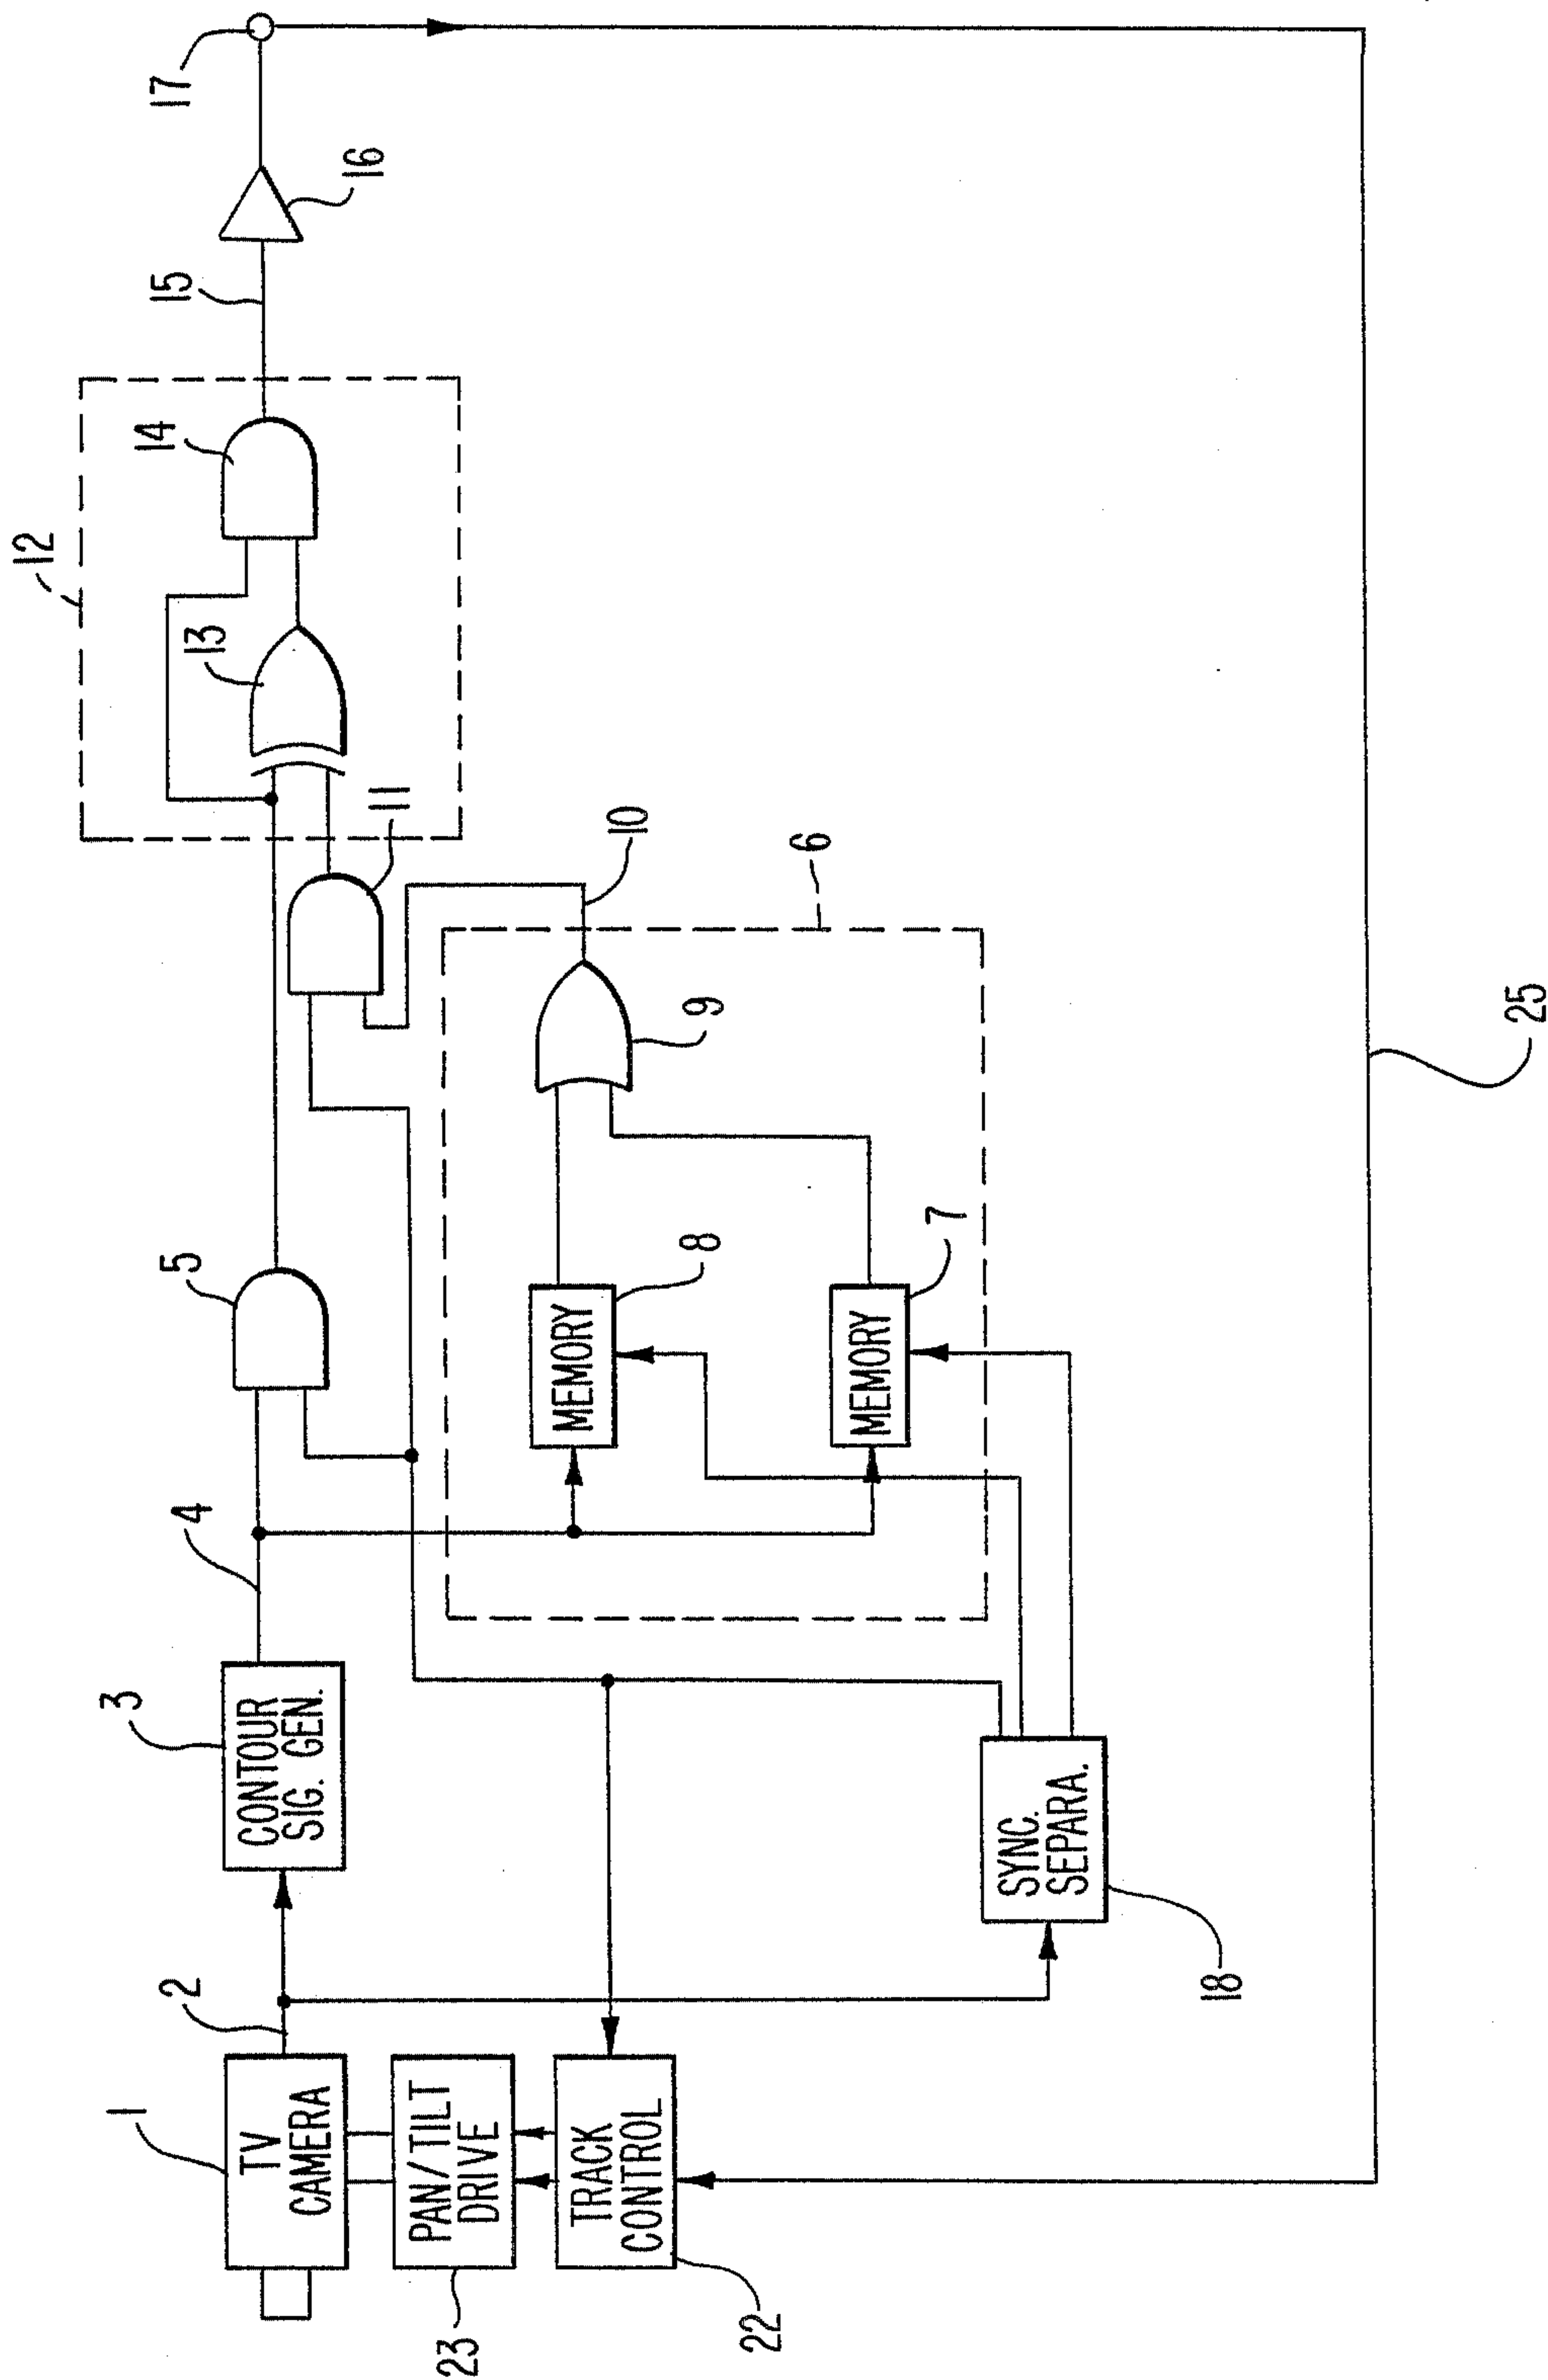 12
14
15
16
17
13
5
11
3
4
CONTOUR
SIG. GEN.
1
2
TV
CAMERA
10
6
9
8
MEMORY
7
MEMORY
PAN/TILT
DRIVE
23
TRACK
CONTROL
22
SYNC.
SEPARA.
18
25